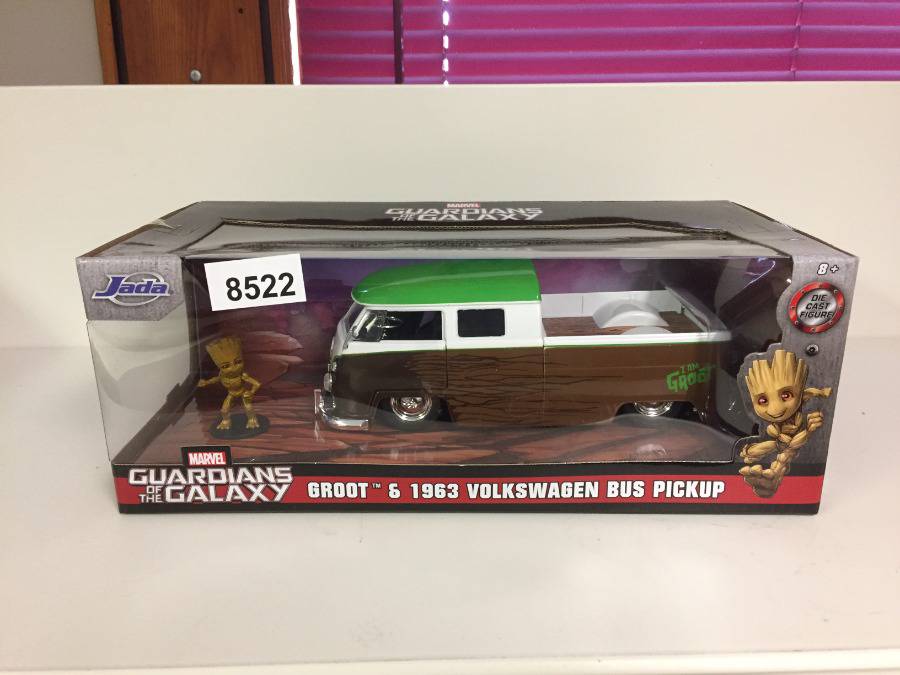 MARVEL
GUARDIANS
OF THE GALAXY
Jada
8522
8+
DIE
CAST
FIGURE
I AM
GROOT
MARVEL
GUARDIANS
OF THE GALAXY
GROOT™ & 1963 VOLKSWAGEN BUS PICKUP